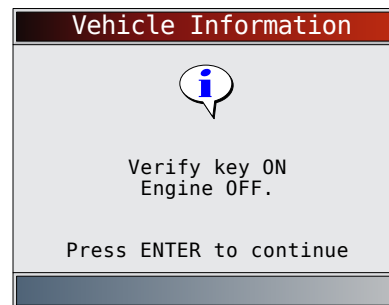 Vehicle Information
i
Verify key ON
Engine OFF.
Press ENTER to continue